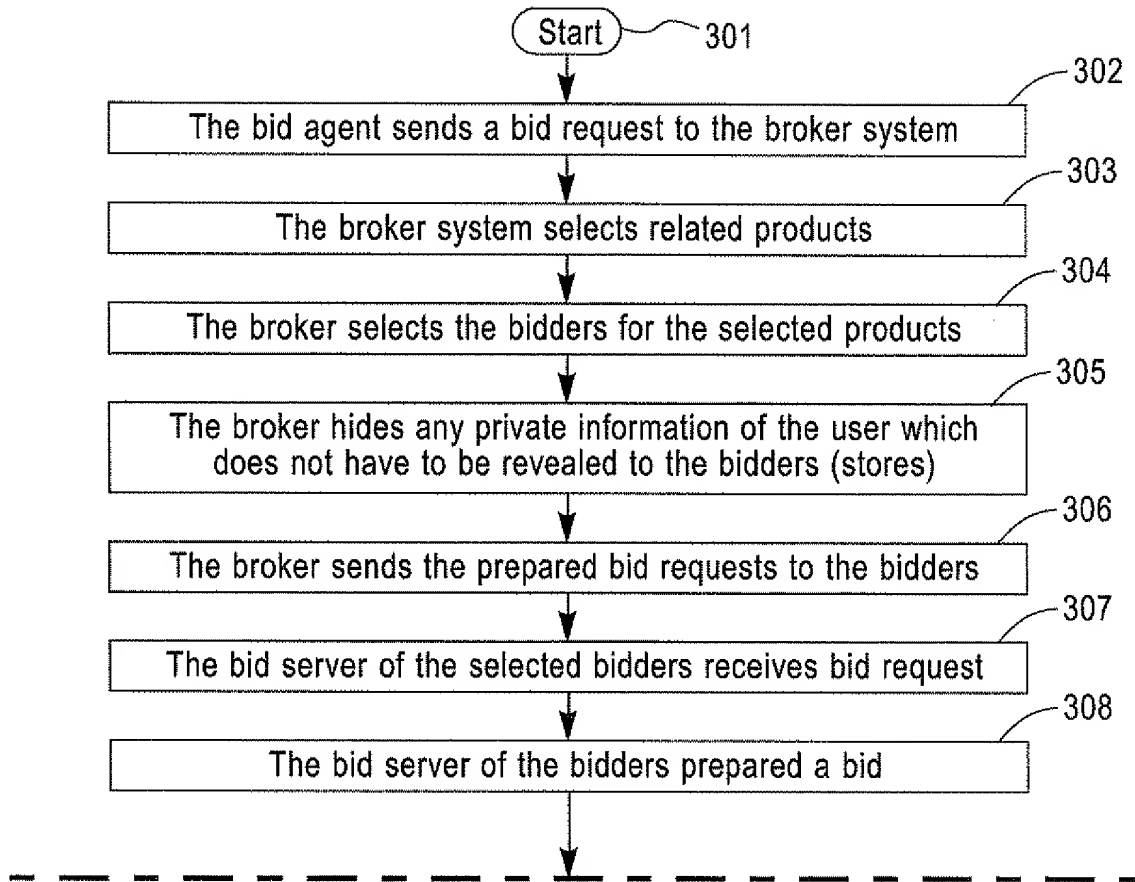 Start
301
302
The bid agent sends a bid request to the broker system
303
The broker system selects related products
304
The broker selects the bidders for the selected products
305
The broker hides any private information of the user which
does not have to be revealed to the bidders (stores)
306
The broker sends the prepared bid requests to the bidders
307
The bid server of the selected bidders receives bid request
308
The bid server of the bidders prepared a bid